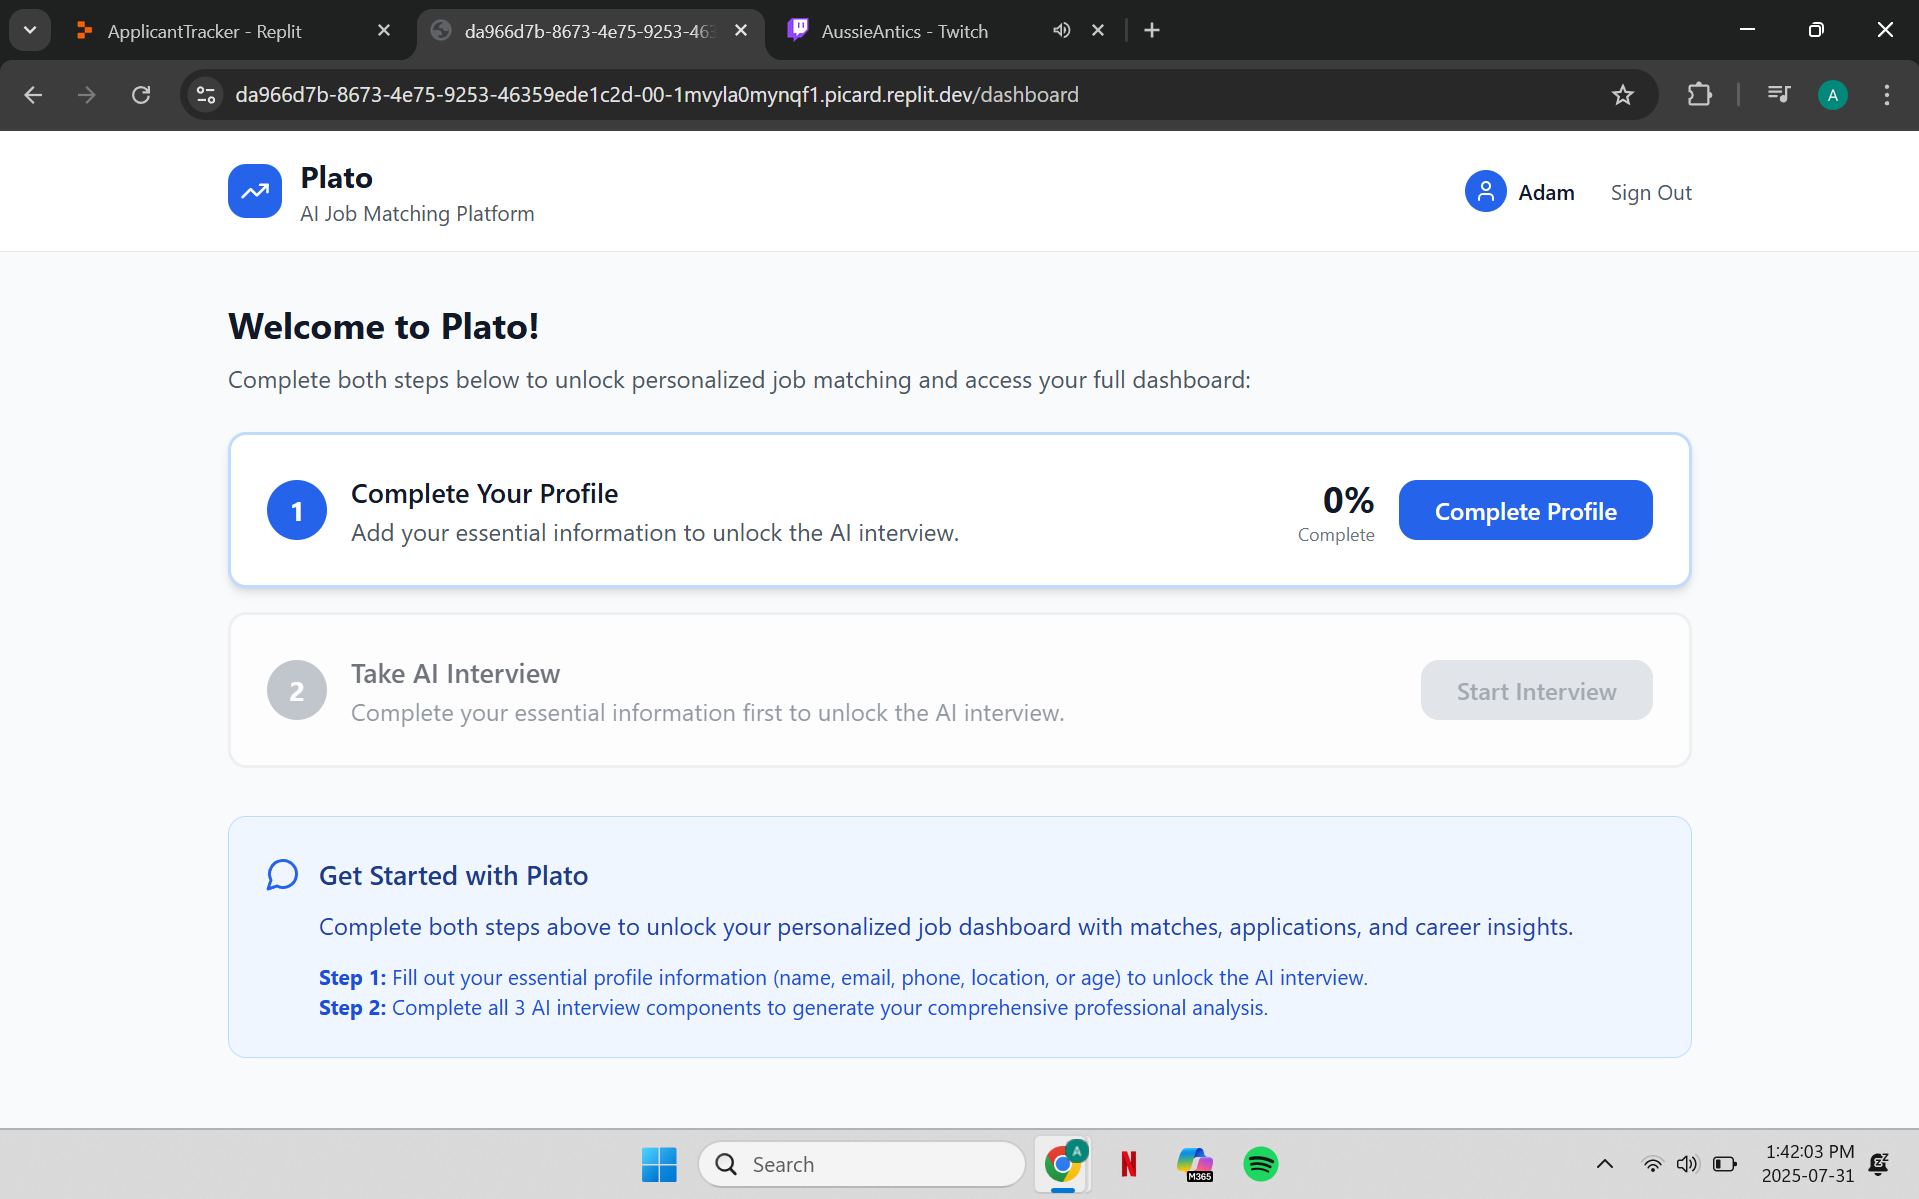 ApplicantTracker - Replit
da966d7b-8673-4e75-9253-463
AussieAntics - Twitch
da966d7b-8673-4e75-9253-46359ede1c2d-00-1mvyla0mynqf1.picard.replit.dev/dashboard
A
Plato
AI Job Matching Platform
Adam
Sign Out
Welcome to Plato!
Complete both steps below to unlock personalized job matching and access your full dashboard:
1
Complete Your Profile
Add your essential information to unlock the AI interview.
0%
Complete
Complete Profile
2
Take AI Interview
Complete your essential information first to unlock the AI interview.
Start Interview
Get Started with Plato
Complete both steps above to unlock your personalized job dashboard with matches, applications, and career insights.
Step 1: Fill out your essential profile information (name, email, phone, location, or age) to unlock the AI interview.
Step 2: Complete all 3 AI interview components to generate your comprehensive professional analysis.
Search
A
N
M365
1:42:03 PM
2025-07-31